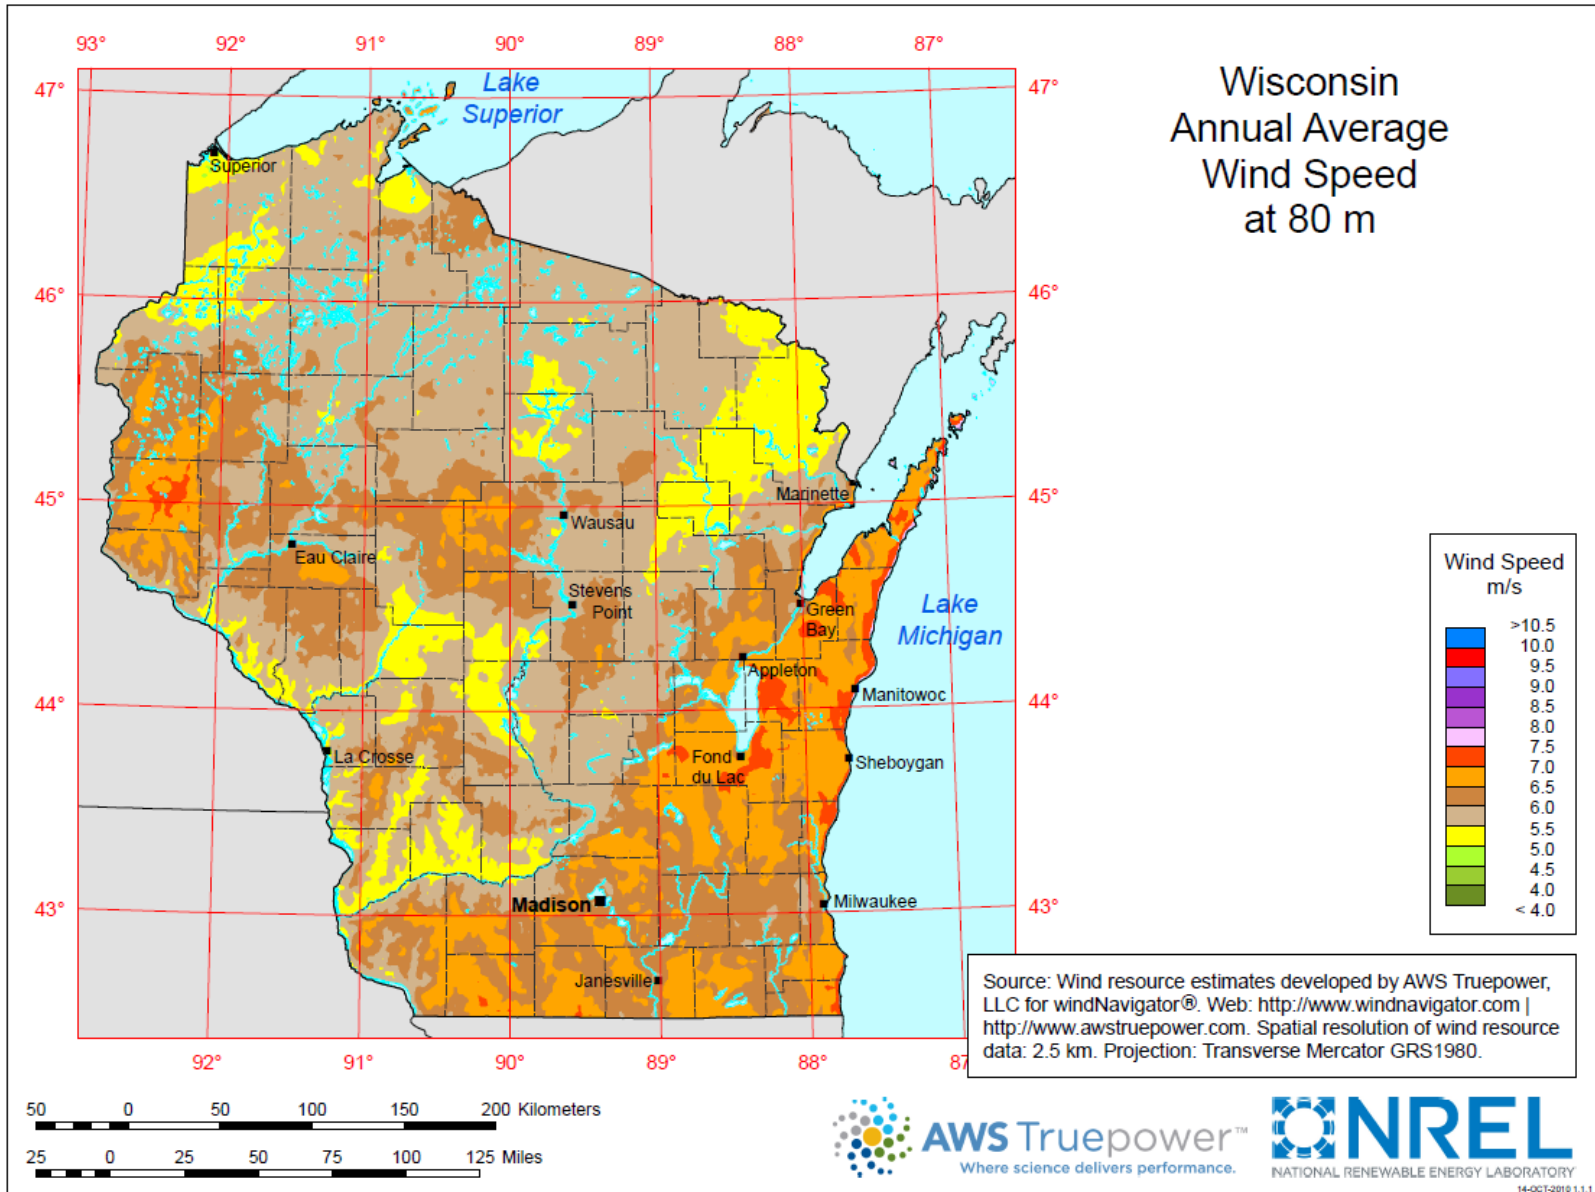 Wisconsin
Annual Average
Wind Speed
at 80 m
93° 92° 91° 90° 89° 88° 87°
47° 47°
46° 46°
45° 45°
44° 44°
43° 43°
92° 91° 90° 89° 88° 87
Lake
Superior
Superior
Marinette
Wausau
Eau Claire
Stevens
Point
Green
Bay
Lake
Michigan
Appleton
Manitowoc
La Crosse
Fond
du Lac
Sheboygan
Madison
Milwaukee
Janesville
Wind Speed
m/s
>10.5
10.0
9.5
9.0
8.5
8.0
7.5
7.0
6.5
6.0
5.5
5.0
4.5
4.0
< 4.0
Source: Wind resource estimates developed by AWS Truepower,
LLC for windNavigator®. Web: http://www.windnavigator.com |
http://www.awstruepower.com. Spatial resolution of wind resource
data: 2.5 km. Projection: Transverse Mercator GRS1980.
50 0 50 100 150 200 Kilometers
25 0 25 50 75 100 125 Miles
AWS Truepower™
Where science delivers performance.
NREL
NATIONAL RENEWABLE ENERGY LABORATORY
14-OCT-2010 1.1.1